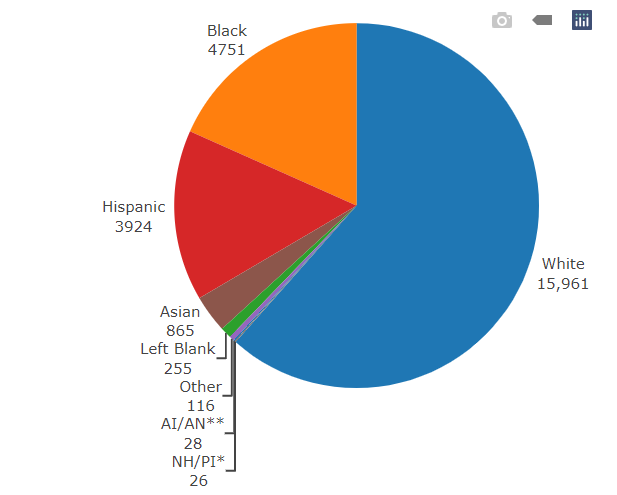 Black
4751
Hispanic
3924
White
15,961
Asian
865
Left Blank
255
Other
116
AI/AN**
28
NH/PI*
26